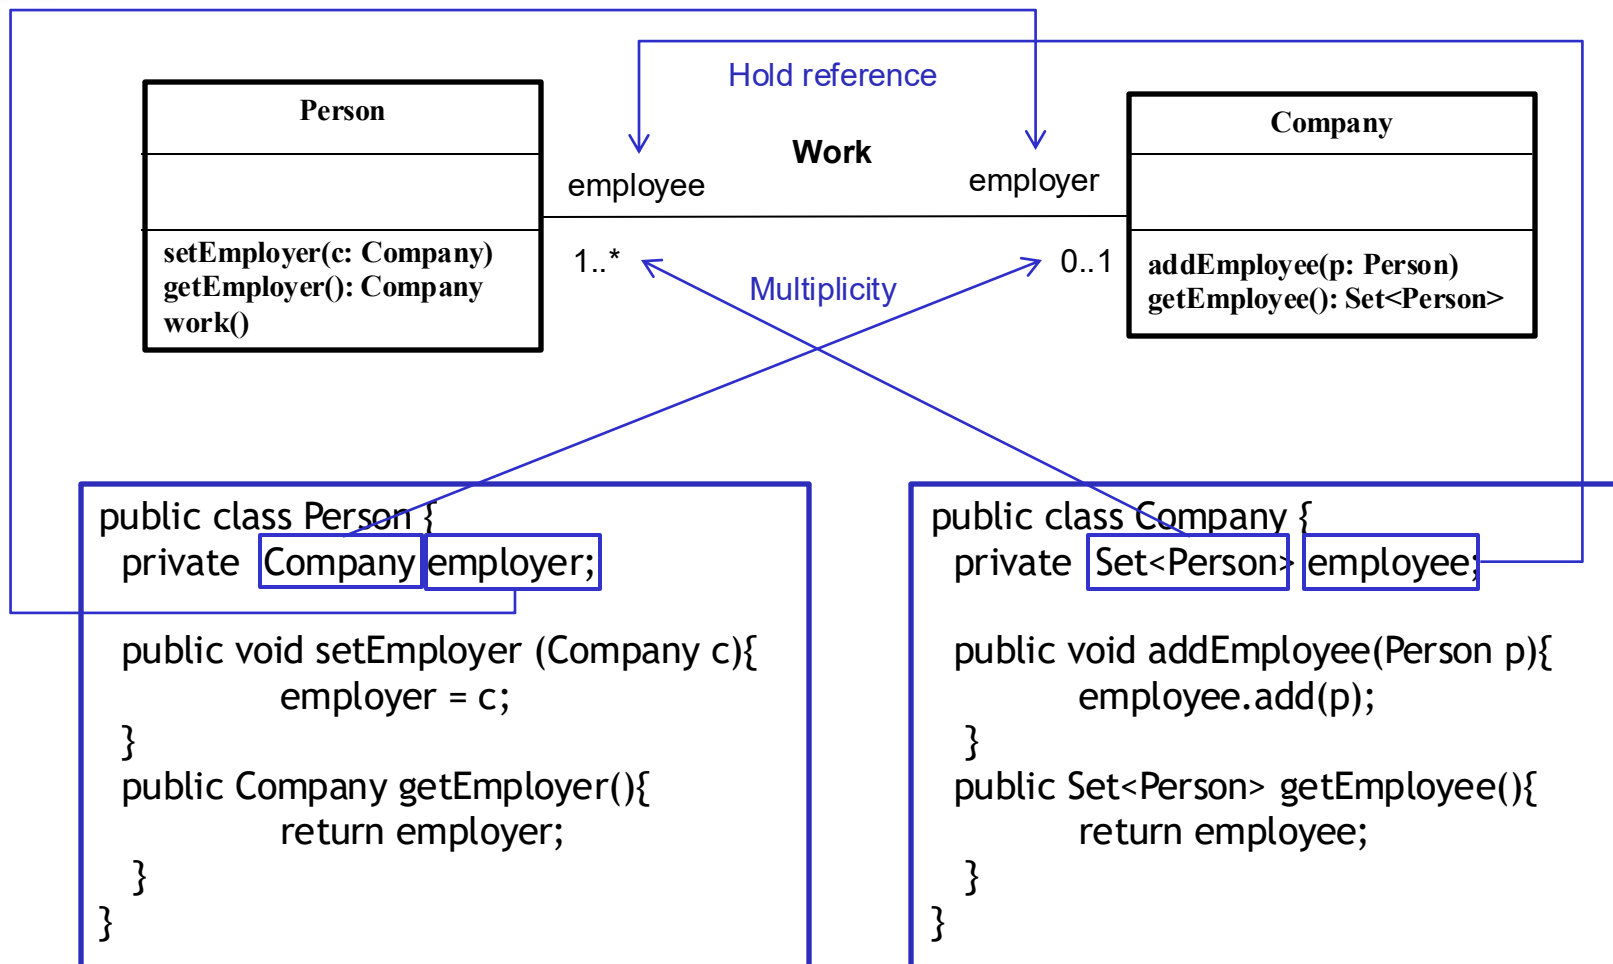 Hold reference
Person
Work
Company
employee
employer
setEmployer(c: Company)
getEmployer(): Company
work()
1..*
Multiplicity
0..1
addEmployee(p: Person)
getEmployee(): Set<Person>
public class Person {
private Company employer;
public void setEmployer (Company c){
employer = c;
}
public Company getEmployer(){
return employer;
}
}
public class Company {
private Set<Person> employee;
public void addEmployee(Person p){
employee.add(p);
}
public Set<Person> getEmployee(){
return employee;
}
}